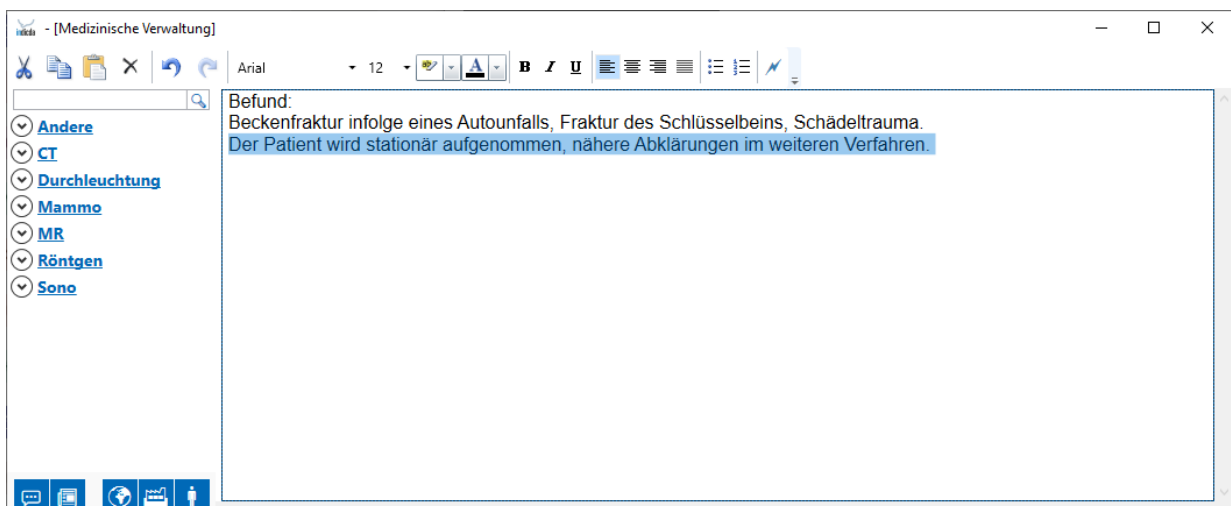 - [Medizinische Verwaltung]
Arial 12 A B I U
Befund:
Beckenfraktur infolge eines Autounfalls, Fraktur des Schlüsselbeins, Schädeltrauma.
Der Patient wird stationär aufgenommen, nähere Abklärungen im weiteren Verfahren.
Andere
CT
Durchleuchtung
Mammo
MR
Röntgen
Sono